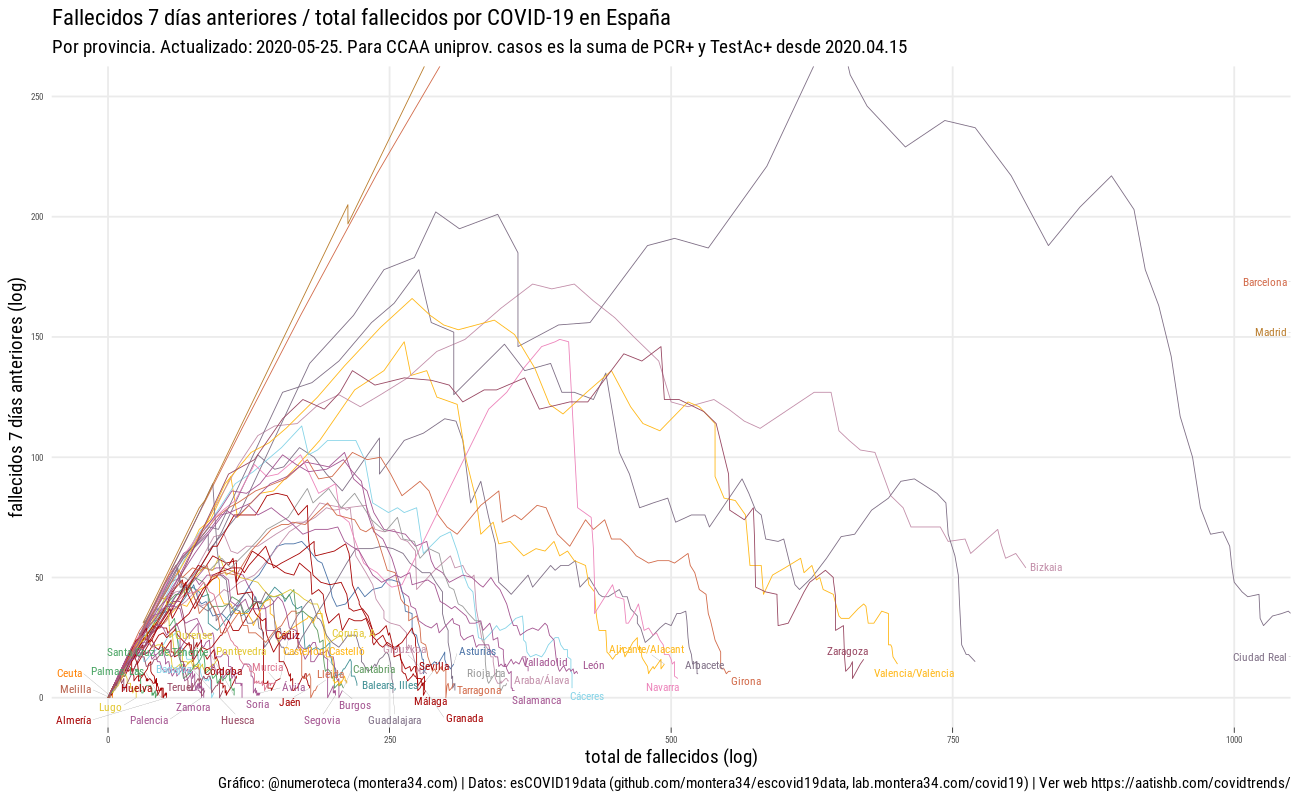 Fallecidos 7 días anteriores / total fallecidos por COVID-19 en España
Por provincia. Actualizado: 2020-05-25. Para CCAA uniprov. casos es la suma de PCR+ y TestAc+ desde 2020.04.15
fallecidos 7 días anteriores (log)
250
200
150
100
50
0
Barcelona
Madrid
Bizkaia
Ciudad Real
Cádiz
Coruña, A
Pontevedra
Castellón/Castelló
Asturias
Alicante/Alacant
Zaragoza
Ceuta
Murcia
Cantabria
Sevilla
Valladolid
León
Albacete
Córdoba
Lleida
Rioja, La
Araba/Álava
Girona
Valencia/València
Melilla
Huelva
Teruel
Ávila
Balears, Illes
Tarragona
Navarra
Cáceres
Lugo
Zamora
Soria
Jaén
Burgos
Málaga
Salamanca
Almería
Palencia
Huesca
Segovia
Guadalajara
Granada
0
250
500
750
1000
total de fallecidos (log)
Gráfico: @numeroteca (montera34.com) | Datos: esCOVID19data (github.com/montera34/escovid19data, lab.montera34.com/covid19) | Ver web https://aatishb.com/covidtrends/